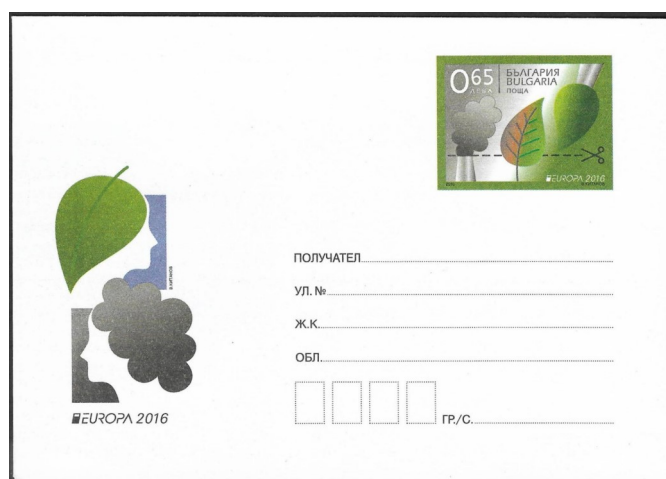 0 65
ЛЕВА
БЪЛГАРИЯ
BULGARIA
ПОЩА
EUROPA 2016
ПОЛУЧАТЕЛ
УЛ. №
Ж.К.
ОБЛ.
ГР./С.
EUROPA 2016